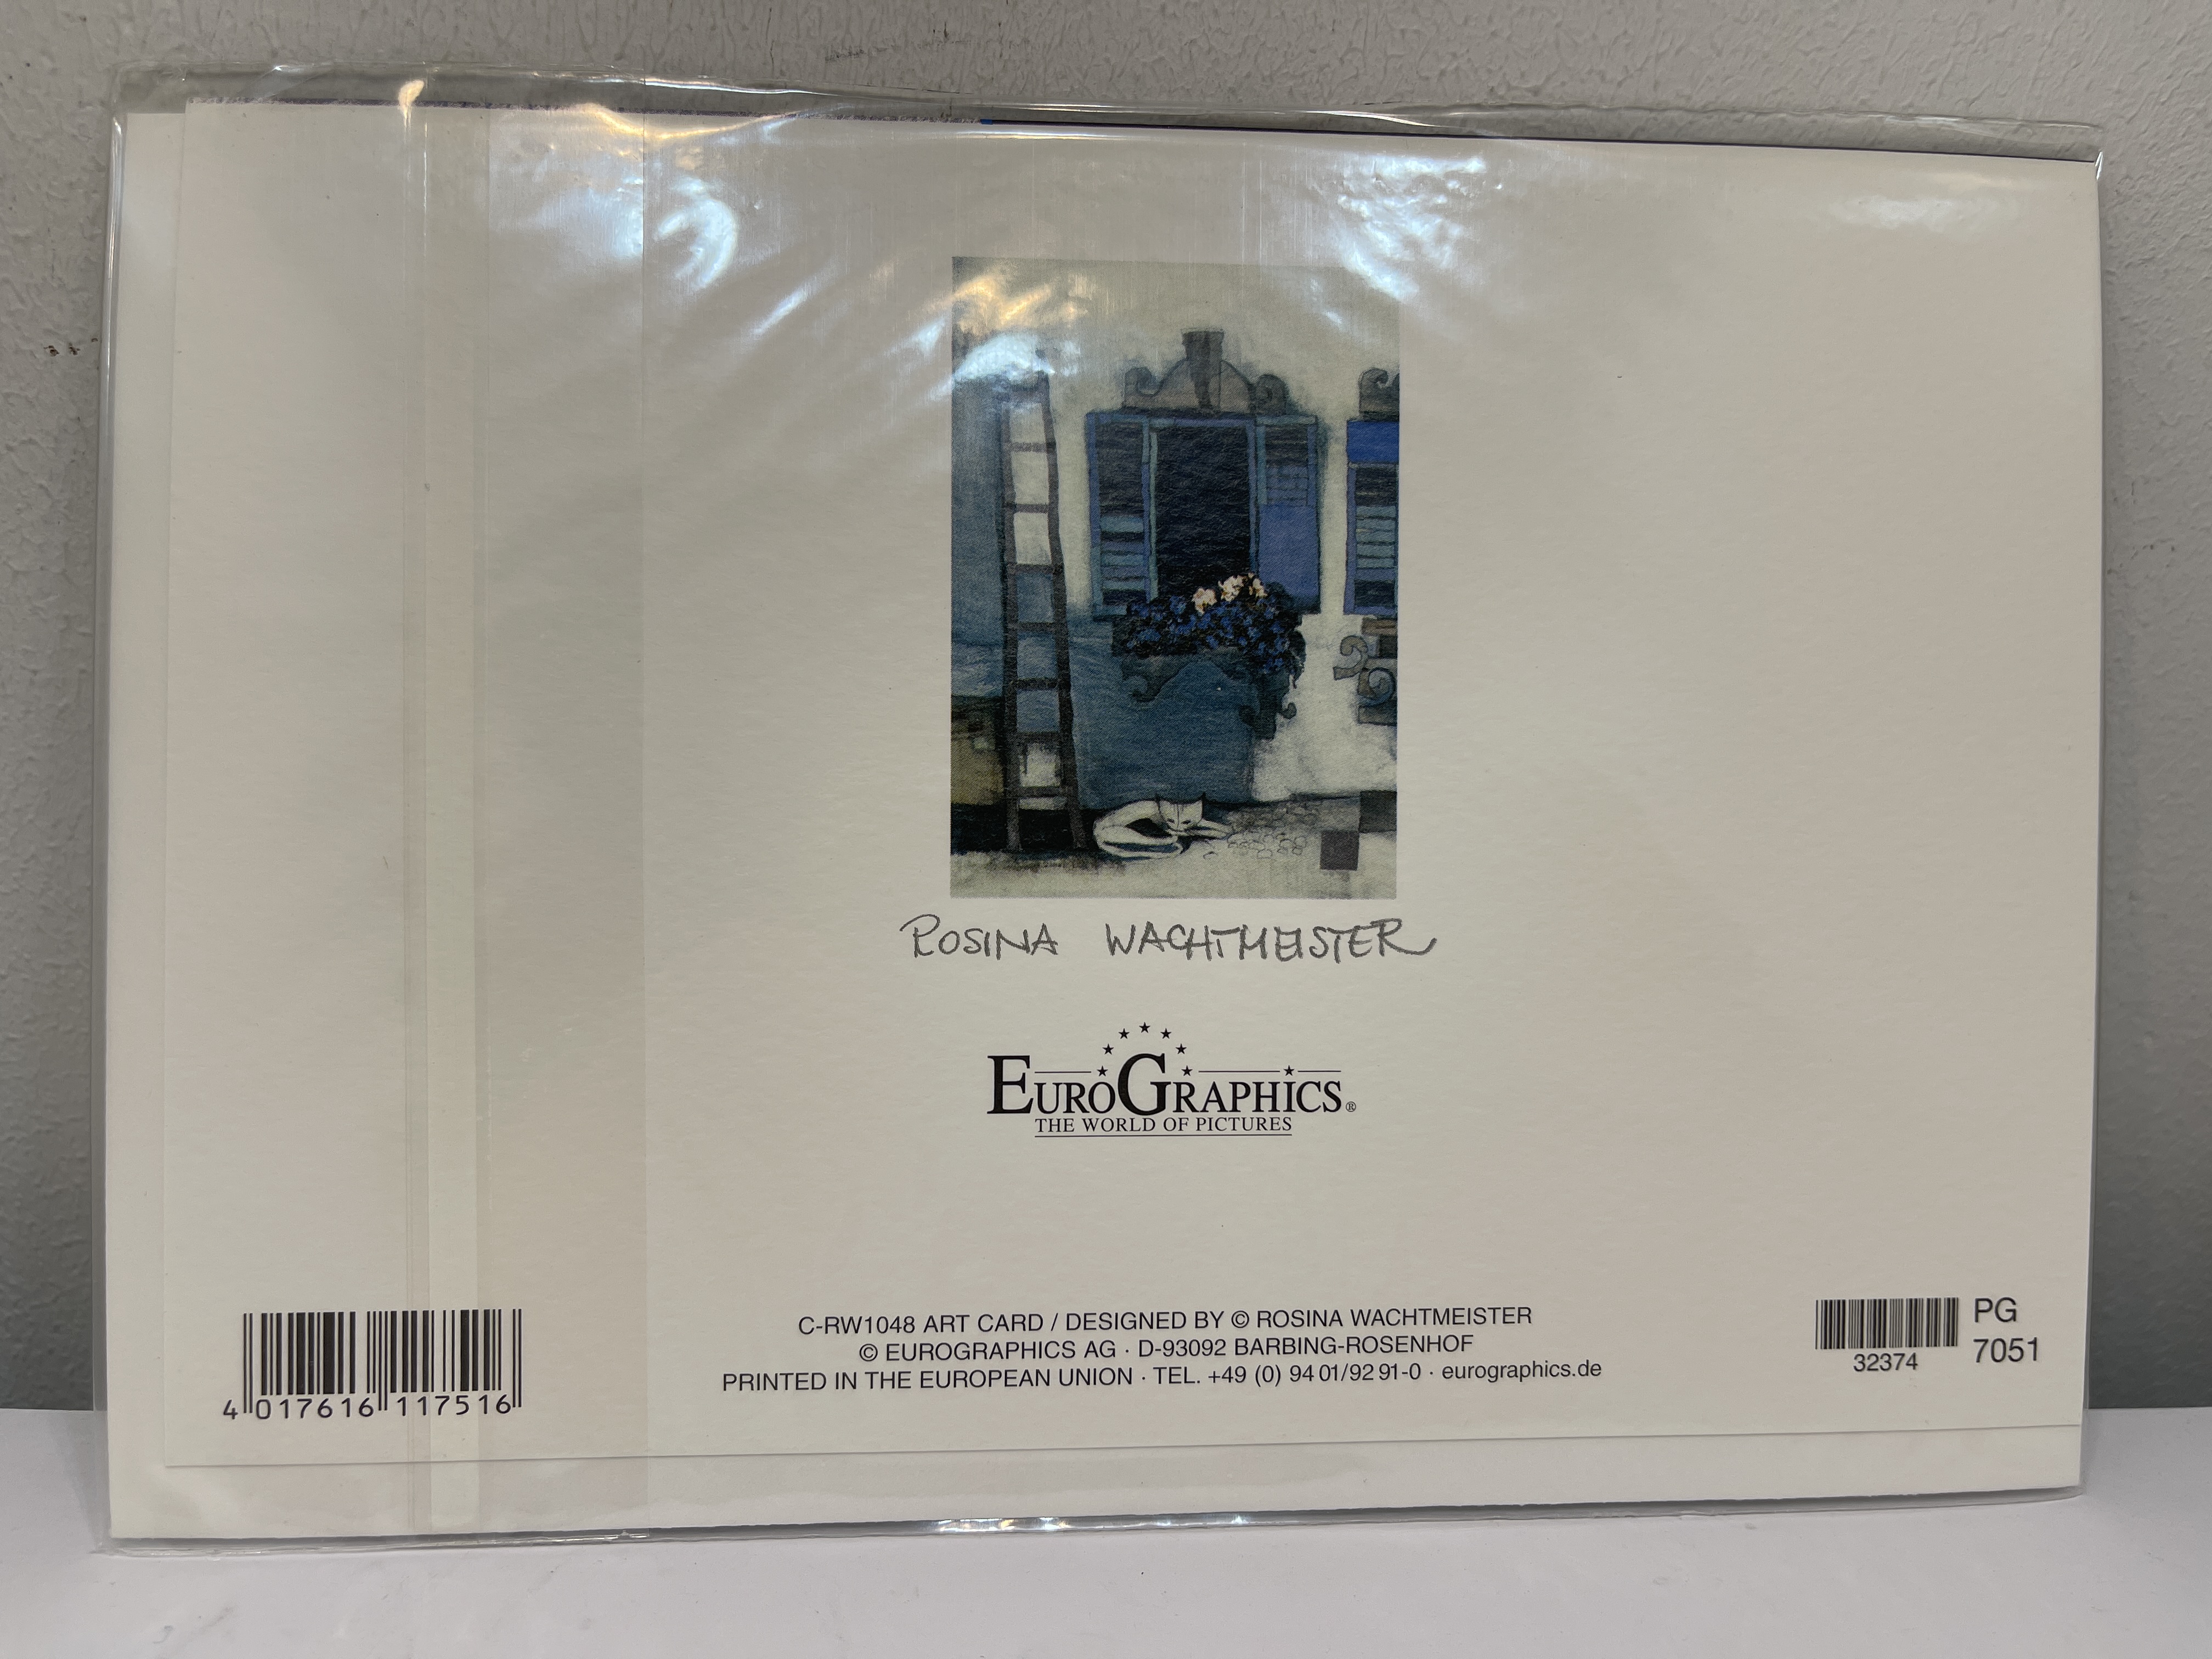 ROSINA WACHTMEISTER
EUROGRAPHICS®
THE WORLD OF PICTURES
4 017616 117516
C-RW1048 ART CARD / DESIGNED BY © ROSINA WACHTMEISTER
© EUROGRAPHICS AG · D-93092 BARBING-ROSENHOF
PRINTED IN THE EUROPEAN UNION · TEL. +49 (0) 94 01/92 91-0 · eurographics.de
32374
PG
7051